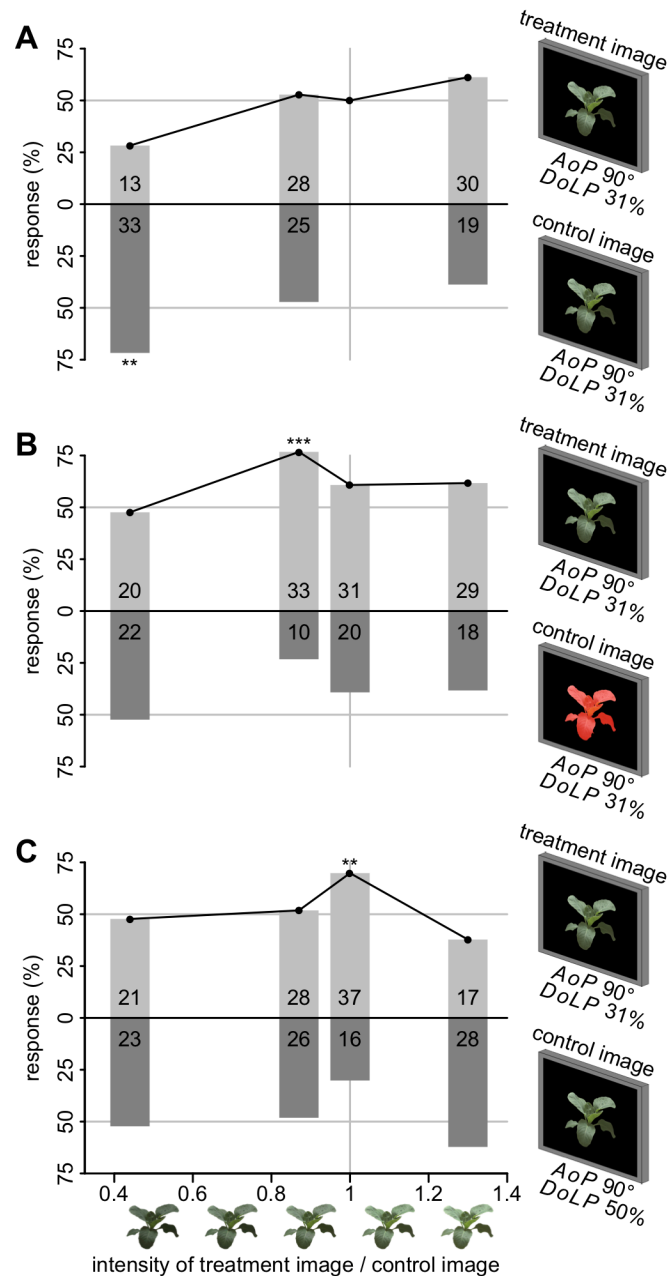 A
75
50
25
0
25
50
75
response (%)
13
28
30
33
25
19
**
treatment image
AoP 90°
DoLP 31%
control image
AoP 90°
DoLP 31%
B
75
50
25
0
25
50
75
response (%)
***
20
33
31
29
22
10
20
18
treatment image
AoP 90°
DoLP 31%
control image
AoP 90°
DoLP 31%
C
75
50
25
0
25
50
75
response (%)
**
21
28
37
17
23
26
16
28
treatment image
AoP 90°
DoLP 31%
control image
AoP 90°
DoLP 50%
0.4 0.6 0.8 1 1.2 1.4
intensity of treatment image / control image